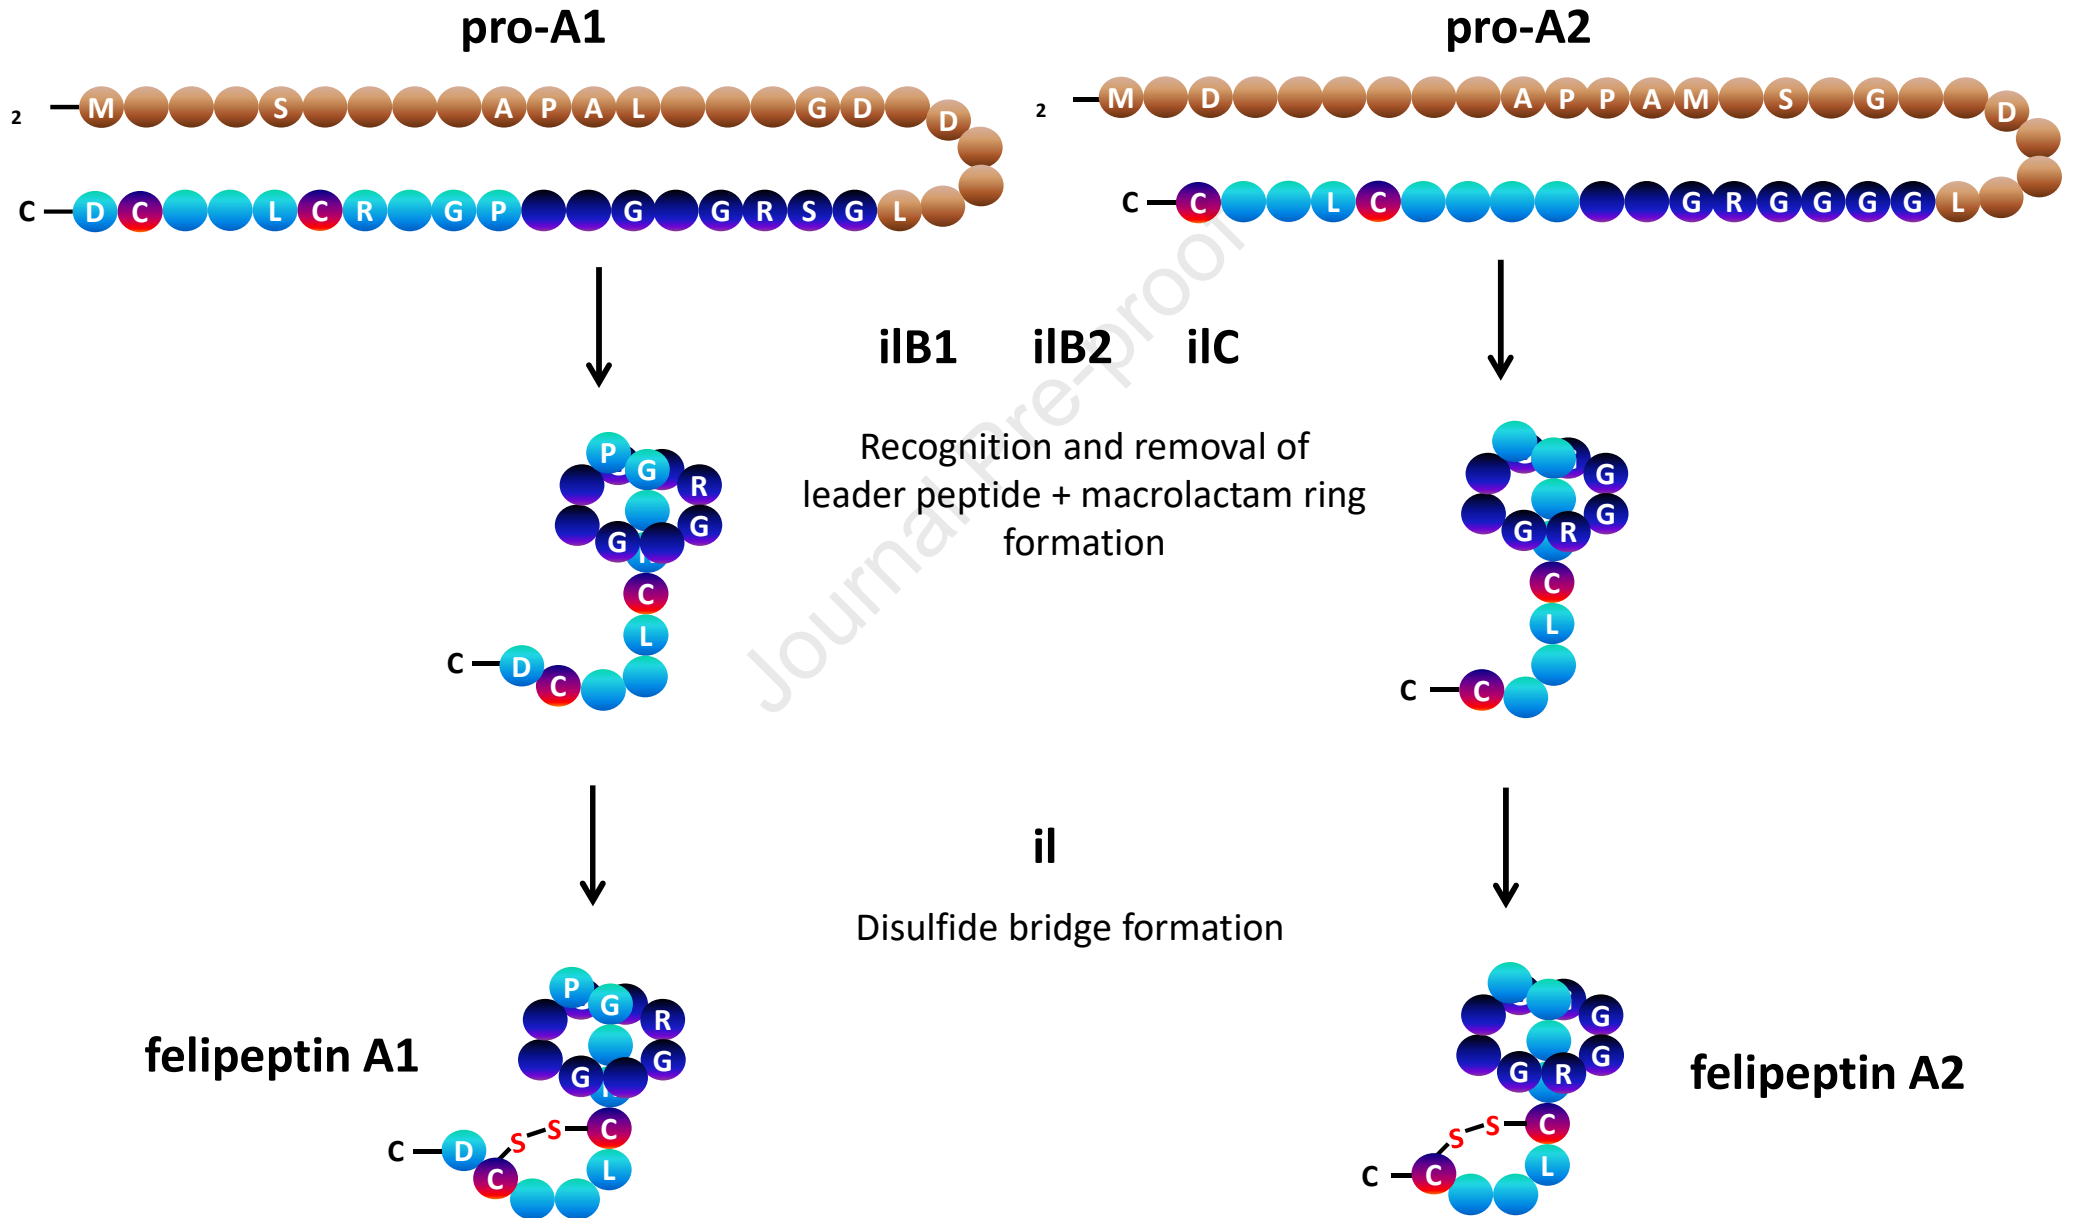 pro-A1 pro-A2
2 M S A P A L G D D
2 M D A P P A M S G D
C D C L C R G P G G R S G L
C C L C G R G G G G L
ilB1 ilB2 ilC
Recognition and removal of
leader peptide + macrolactam ring
formation
P G R G G C L C D C
G G R G C L C C
il
Disulfide bridge formation
felipeptin A1
P G R G G C L C D C S S
felipeptin A2
G G R G C L C C S S
Journal Pre-proof